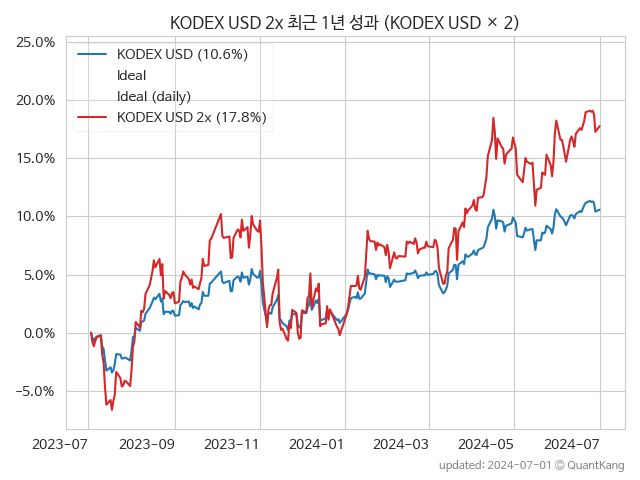 KODEX USD 2x 최근 1년 성과 (KODEX USD × 2)
25.0%
20.0%
15.0%
10.0%
5.0%
0.0%
−5.0%
KODEX USD (10.6%)
Ideal
Ideal (daily)
KODEX USD 2x (17.8%)
2023−07 2023−09 2023−11 2024−01 2024−03 2024−05 2024−07
updated: 2024-07-01 © QuantKang